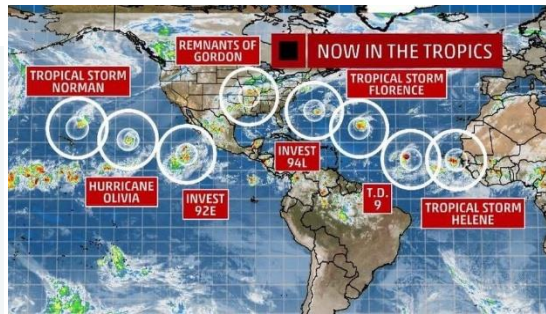 NOW IN THE TROPICS
REMNANTS OF
GORDON
TROPICAL STORM
NORMAN
TROPICAL STORM
FLORENCE
HURRICANE
OLIVIA
INVEST
92E
INVEST
94L
T.D.
9
TROPICAL STORM
HELENE